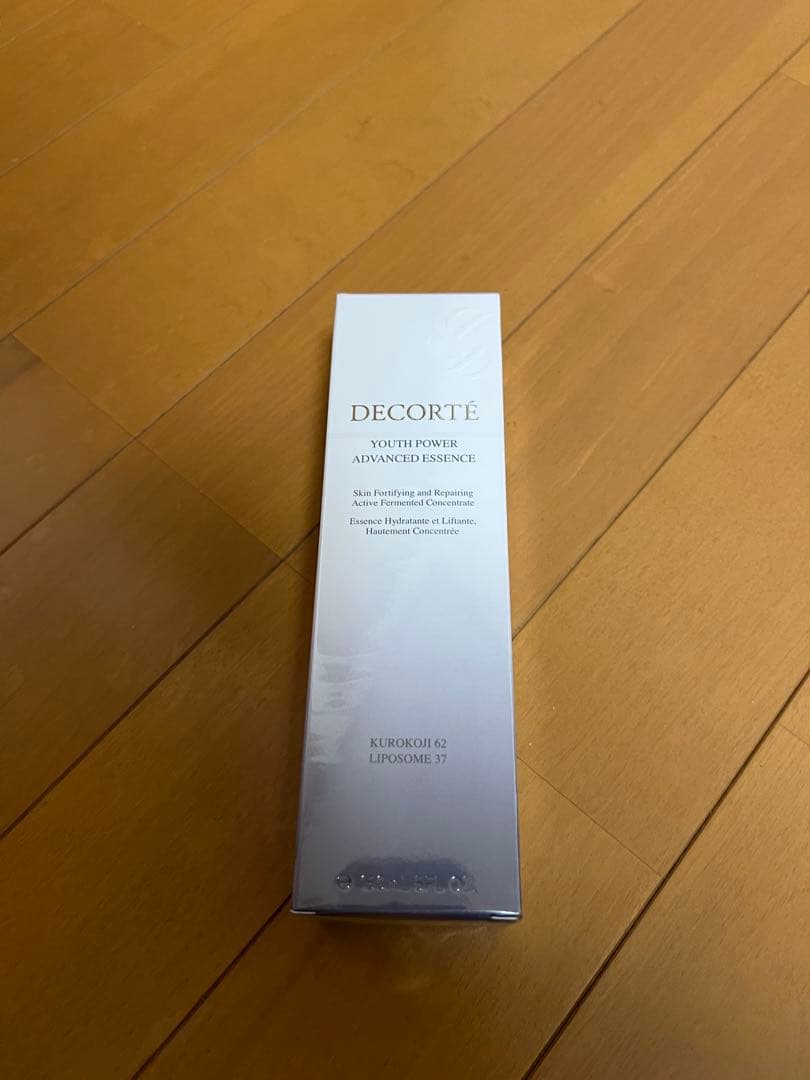 DECORTÉ
YOUTH POWER
ADVANCED ESSENCE
Skin Fortifying and Repairing
Active Fermented Concentrate
Essence Hydratante et Liftante,
Hautement Concentrée
KUROKOJI 62
LIPOSOME 37